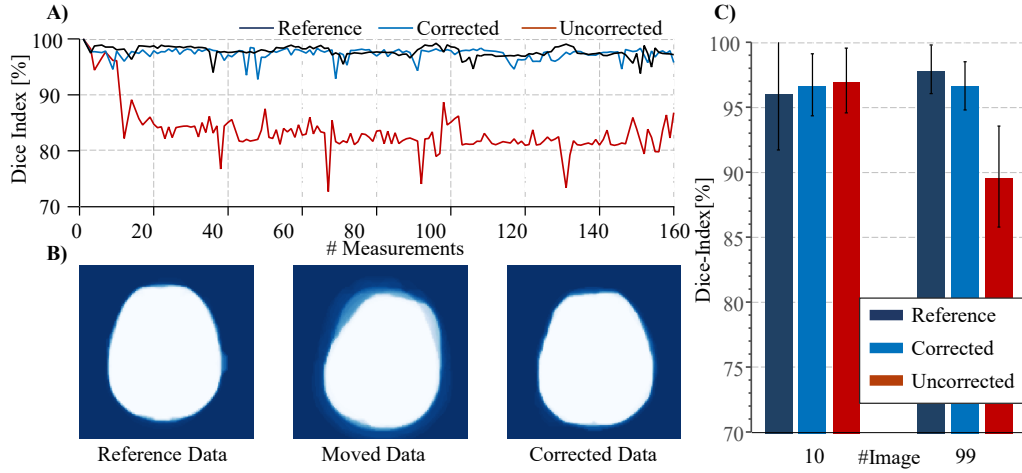 A)
Reference Corrected Uncorrected
Dice Index [%]
100
90
80
70
0 20 40 60 80 100 120 140 160
# Measurements
B)
Reference Data Moved Data Corrected Data
C)
Dice-Index[%]
100
95
90
85
80
75
70
Reference
Corrected
Uncorrected
10 #Image 99